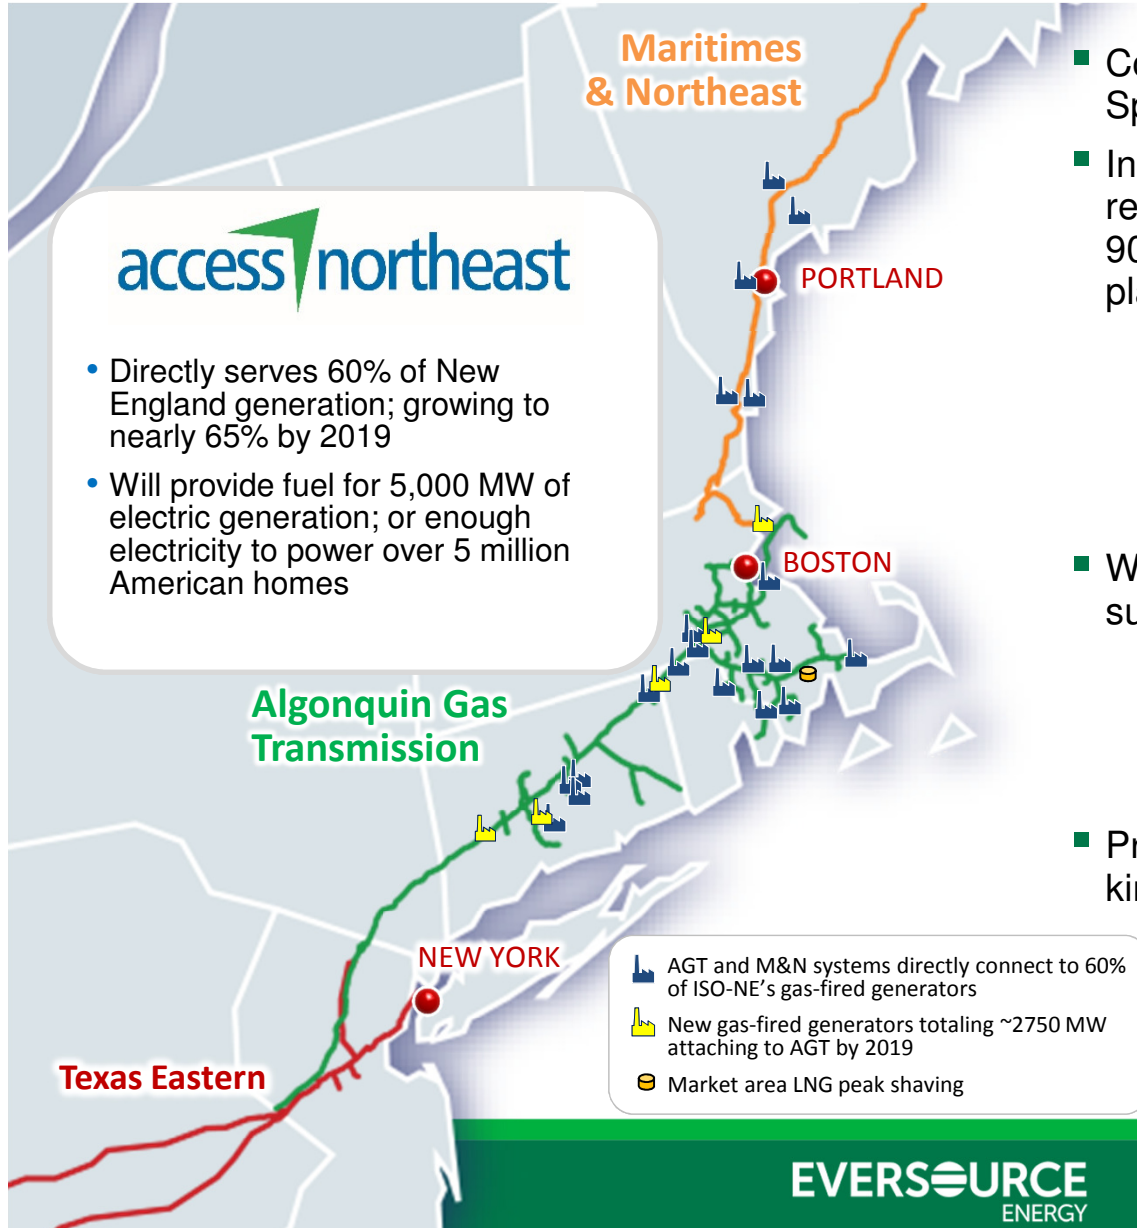 Maritimes
& Northeast
access northeast
• Directly serves 60% of New
England generation; growing to
nearly 65% by 2019
• Will provide fuel for 5,000 MW of
electric generation; or enough
electricity to power over 5 million
American homes
PORTLAND
BOSTON
Algonquin Gas
Transmission
NEW YORK
Texas Eastern
AGT and M&N systems directly connect to 60%
of ISO-NE's gas-fired generators
New gas-fired generators totaling ~2750 MW
attaching to AGT by 2019
Market area LNG peak shaving
In
90
EVERSOURCE
ENERGY